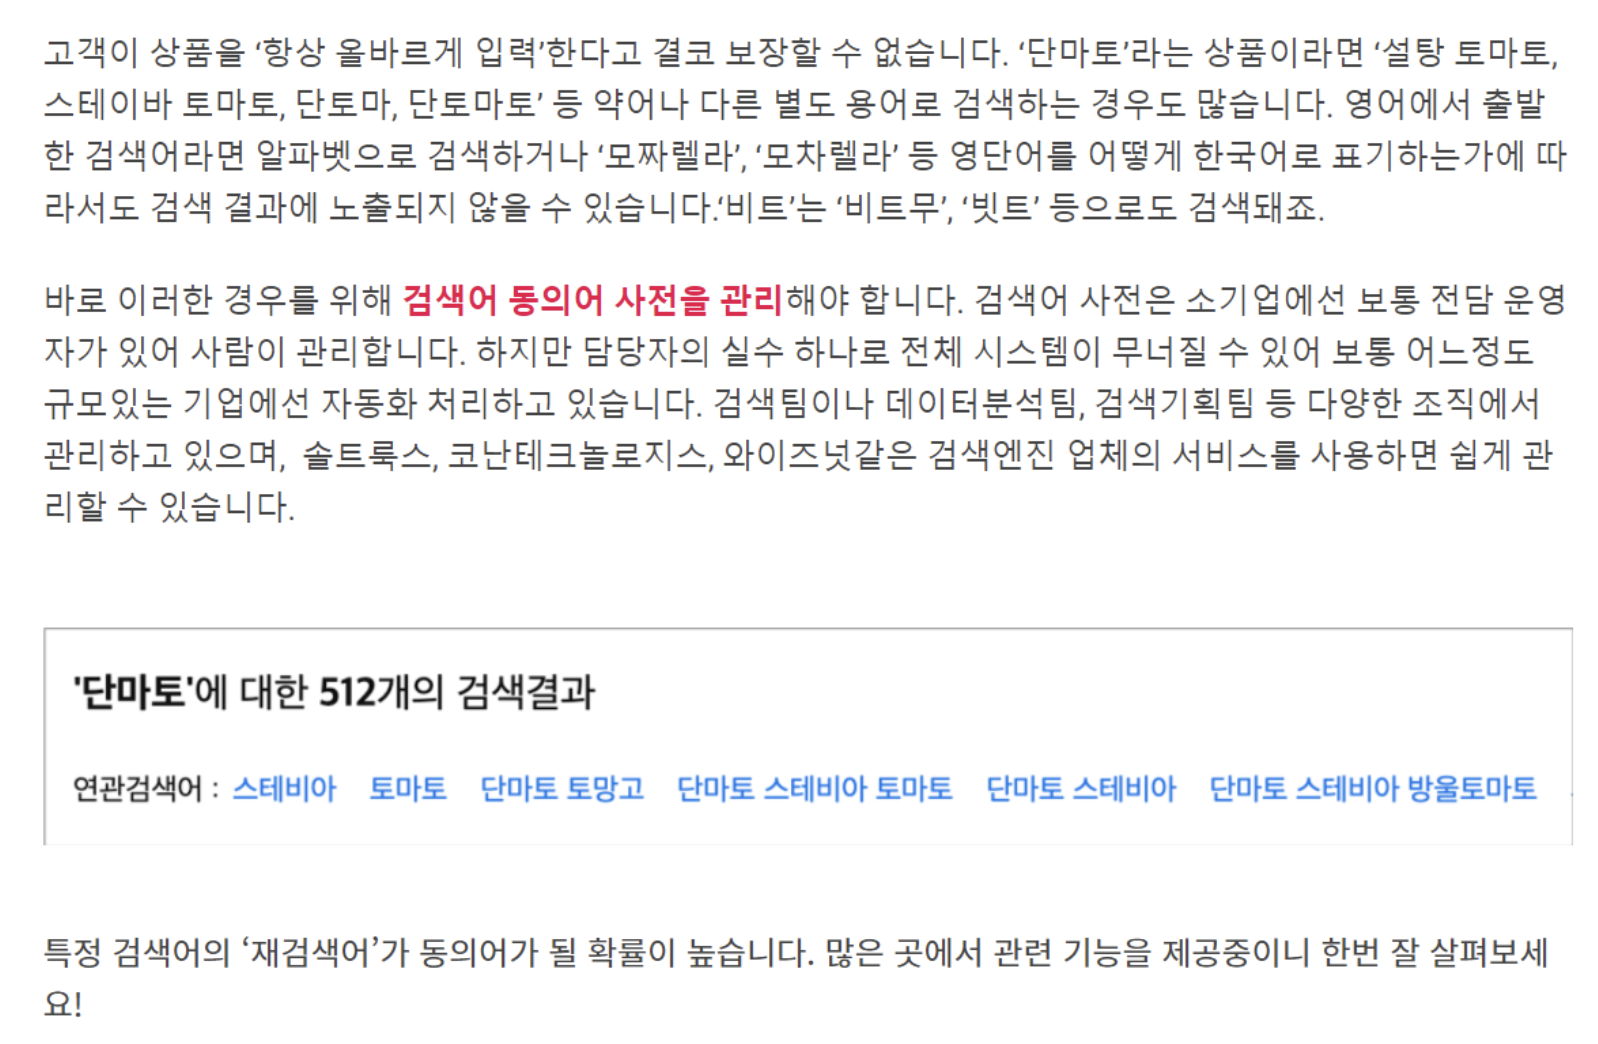 고객이 상품을 ‘항상 올바르게 입력’한다고 결코 보장할 수 없습니다. ‘단마토’라는 상품이라면 ‘설탕 토마토,
스테이바 토마토, 단토마, 단토마토’ 등 약어나 다른 별도 용어로 검색하는 경우도 많습니다. 영어에서 출발
한 검색어라면 알파벳으로 검색하거나 ‘모짜렐라’, ‘모차렐라’ 등 영단어를 어떻게 한국어로 표기하는가에 따
라서도 검색 결과에 노출되지 않을 수 있습니다.‘비트’는 ‘비트무’, ‘빗트’ 등으로도 검색돼죠.
바로 이러한 경우를 위해 검색어 동의어 사전을 관리해야 합니다. 검색어 사전은 소기업에선 보통 전담 운영
자가 있어 사람이 관리합니다. 하지만 담당자의 실수 하나로 전체 시스템이 무너질 수 있어 보통 어느정도
규모있는 기업에선 자동화 처리하고 있습니다. 검색팀이나 데이터분석팀, 검색기획팀 등 다양한 조직에서
관리하고 있으며, 솔트룩스, 코난테크놀로지스, 와이즈넛같은 검색엔진 업체의 서비스를 사용하면 쉽게 관
리할 수 있습니다.
'단마토'에 대한 512개의 검색결과
연관검색어 : 스테비아 토마토 단마토 토망고 단마토 스테비아 토마토 단마토 스테비아 단마토 스테비아 방울토마토
특정 검색어의 ‘재검색어’가 동의어가 될 확률이 높습니다. 많은 곳에서 관련 기능을 제공중이니 한번 잘 살펴보세
요!